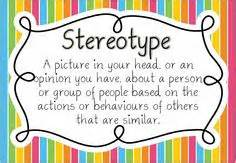 Stereotype
A picture in your head, or an
opinion you have, about a person
or group of people based on the
actions or behaviours of others
that are similar.